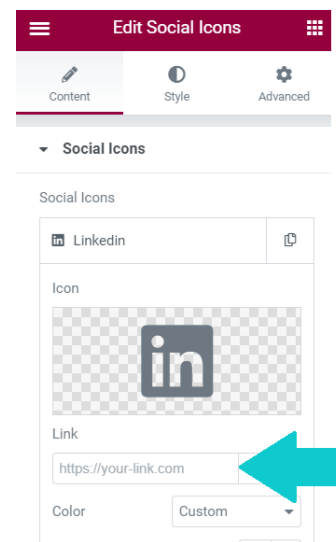 Edit Social Icons
Content Style Advanced
Social Icons
Social Icons
Linkedin
Icon
in
Link
https://your-link.com
Color Custom